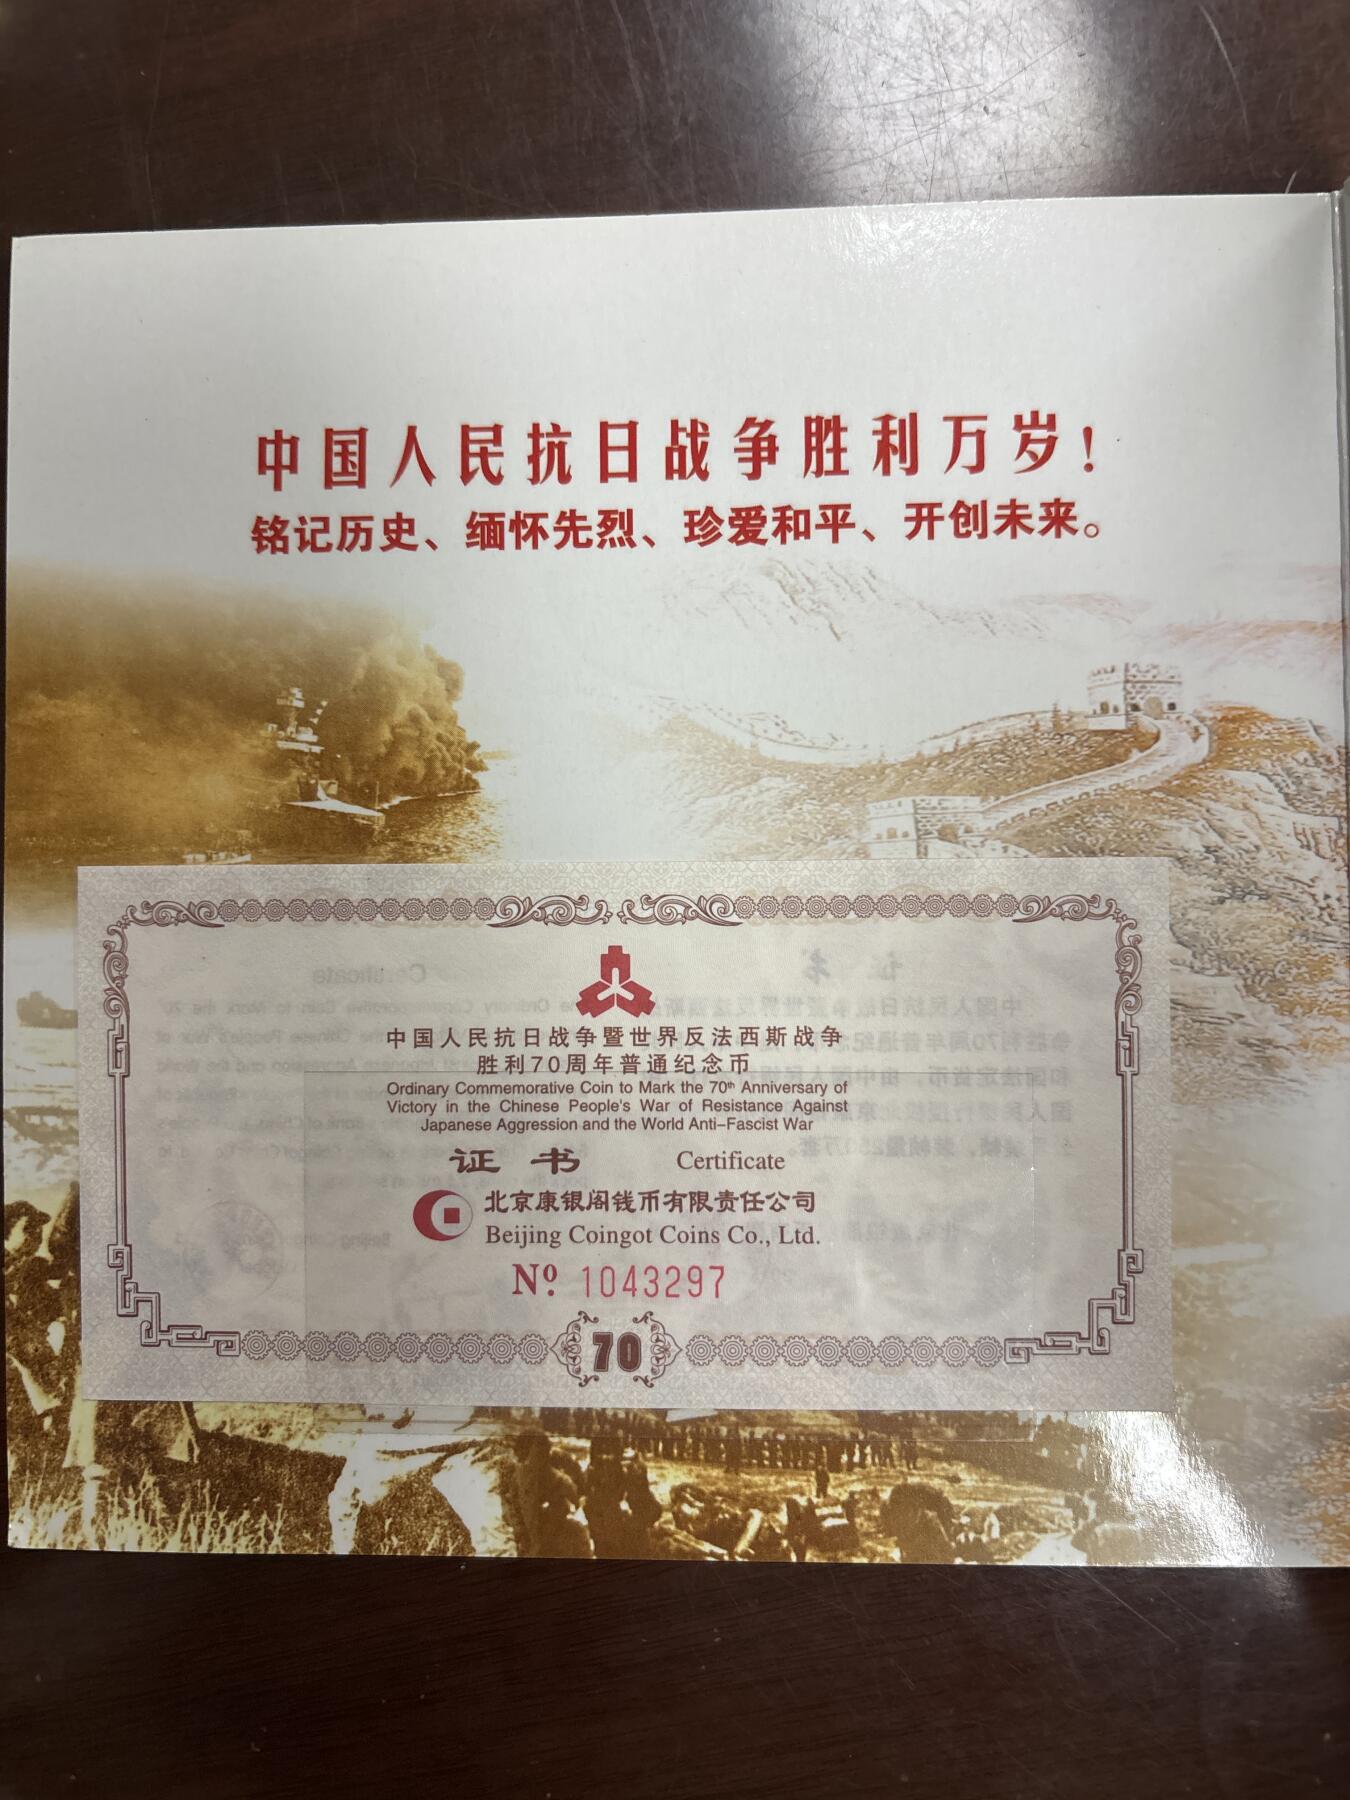 中国人民抗日战争胜利万岁！
铭记历史、缅怀先烈、珍爱和平、开创未来。
中国人民抗日战争暨世界反法西斯战争
胜利70周年普通纪念币
Ordinary Commemorative Coin to Mark the 70th Anniversary of
Victory in the Chinese People's War of Resistance Against
Japanese Aggression and the World Anti-Fascist War
证书 Certificate
北京康银阁钱币有限责任公司
Beijing Coingot Coins Co., Ltd.
Nº 1043297
70